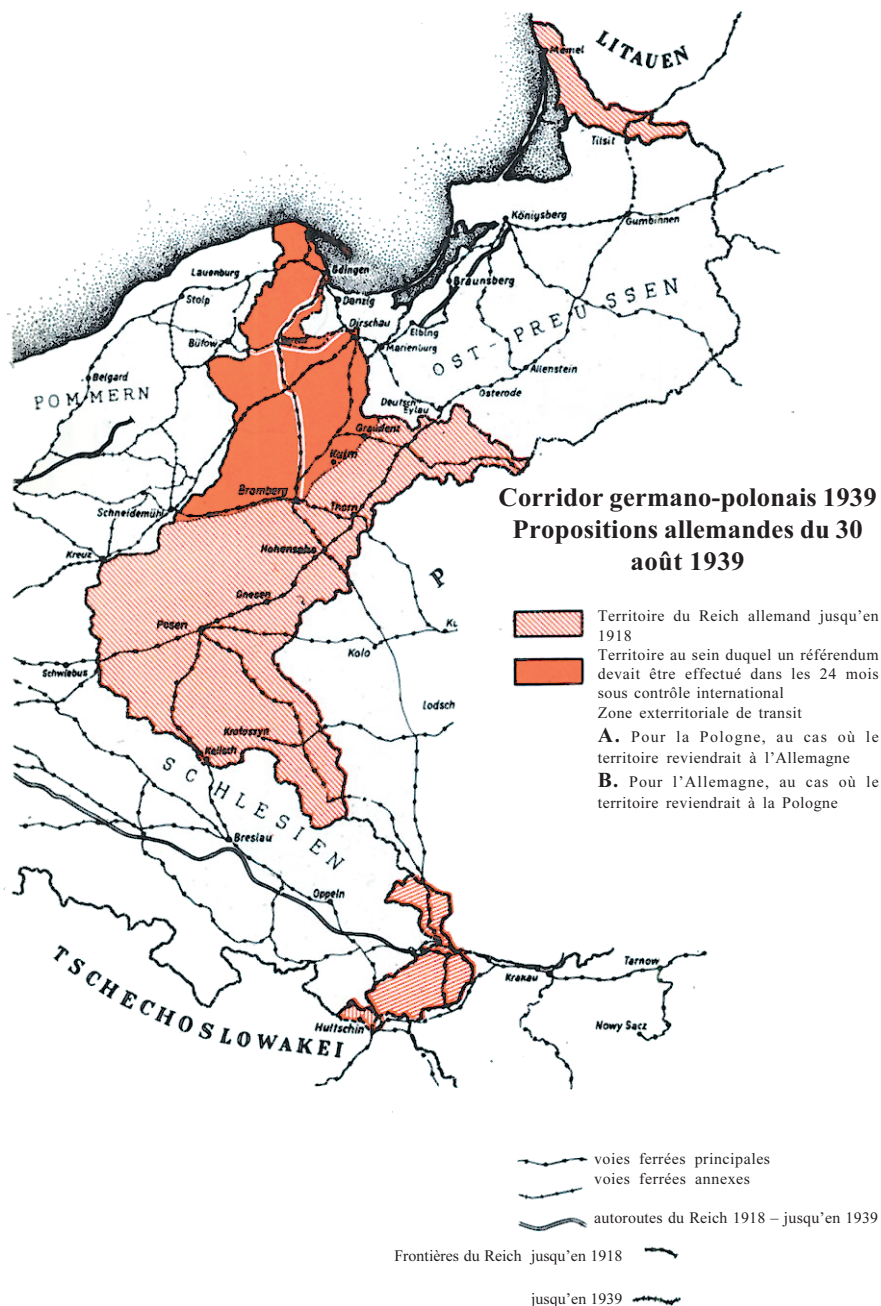 LITAUEN
Memel
Tilsit
Königsberg
Gumbinnen
Gdingen
Lauenburg
Danzig
Braunsberg
Stolp
Dirschau
Elbing
Bütow
Marienburg
OST-PREUSSEN
Belgard
Allenstein
POMMERN
Osterode
Deutsch
Eylau
Graudenz
Kulm
Bromberg
Thorn
Schneidemühl
Corridor germano-polonais 1939
Propositions allemandes du 30
août 1939
Hohensalza
Kreuz
P
Gnesen
Territoire du Reich allemand jusqu'en
1918
Posen
Kolo
Schwiebus
Territoire au sein duquel un référendum
devait être effectué dans les 24 mois
sous contrôle international
Zone exterritoriale de transit
A. Pour la Pologne, au cas où le
territoire reviendrait à l'Allemagne
B. Pour l'Allemagne, au cas où le
territoire reviendrait à la Pologne
Lodsch
Krotoszyn
SCHLESIEN
Breslau
Oppeln
Tarnow
Krakau
TSCHECHOSLOWAKEI
Hultschin
Nowy Sacz
voies ferrées principales
voies ferrées annexes
autoroutes du Reich 1918 – jusqu'en 1939
Frontières du Reich jusqu'en 1918
jusqu'en 1939